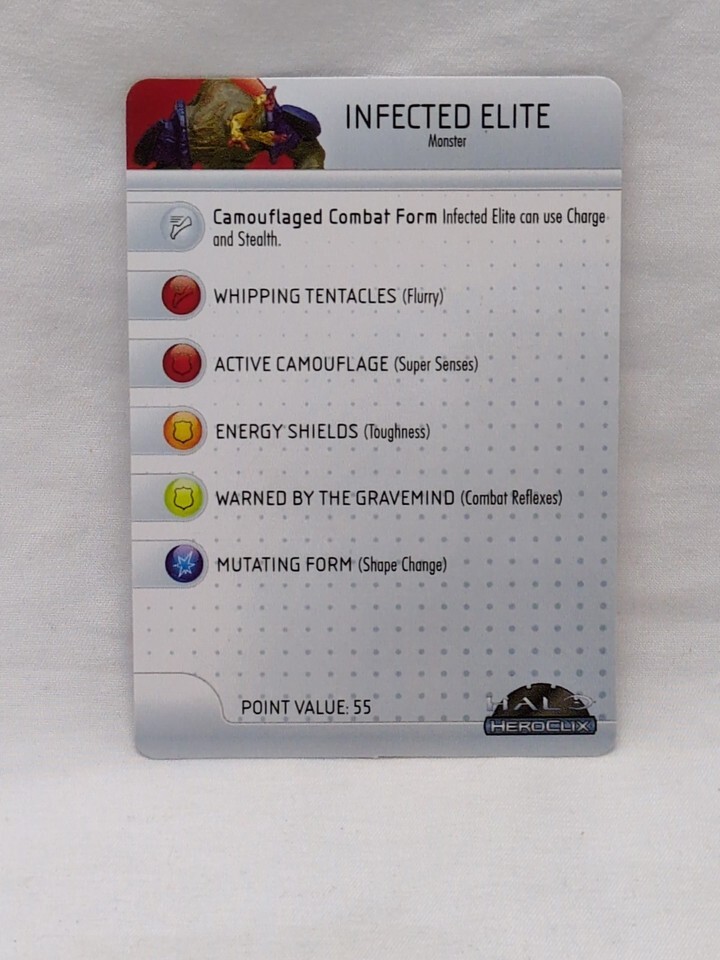 INFECTED ELITE
Monster
Camouflaged Combat Form Infected Elite can use Charge
and Stealth.
WHIPPING TENTACLES (Flurry)
ACTIVE CAMOUFLAGE (Super Senses)
ENERGY SHIELDS (Toughness)
WARNED BY THE GRAVEMIND (Combat Reflexes)
MUTATING FORM (Shape Change)
POINT VALUE: 55
HALO
HEROCLIX